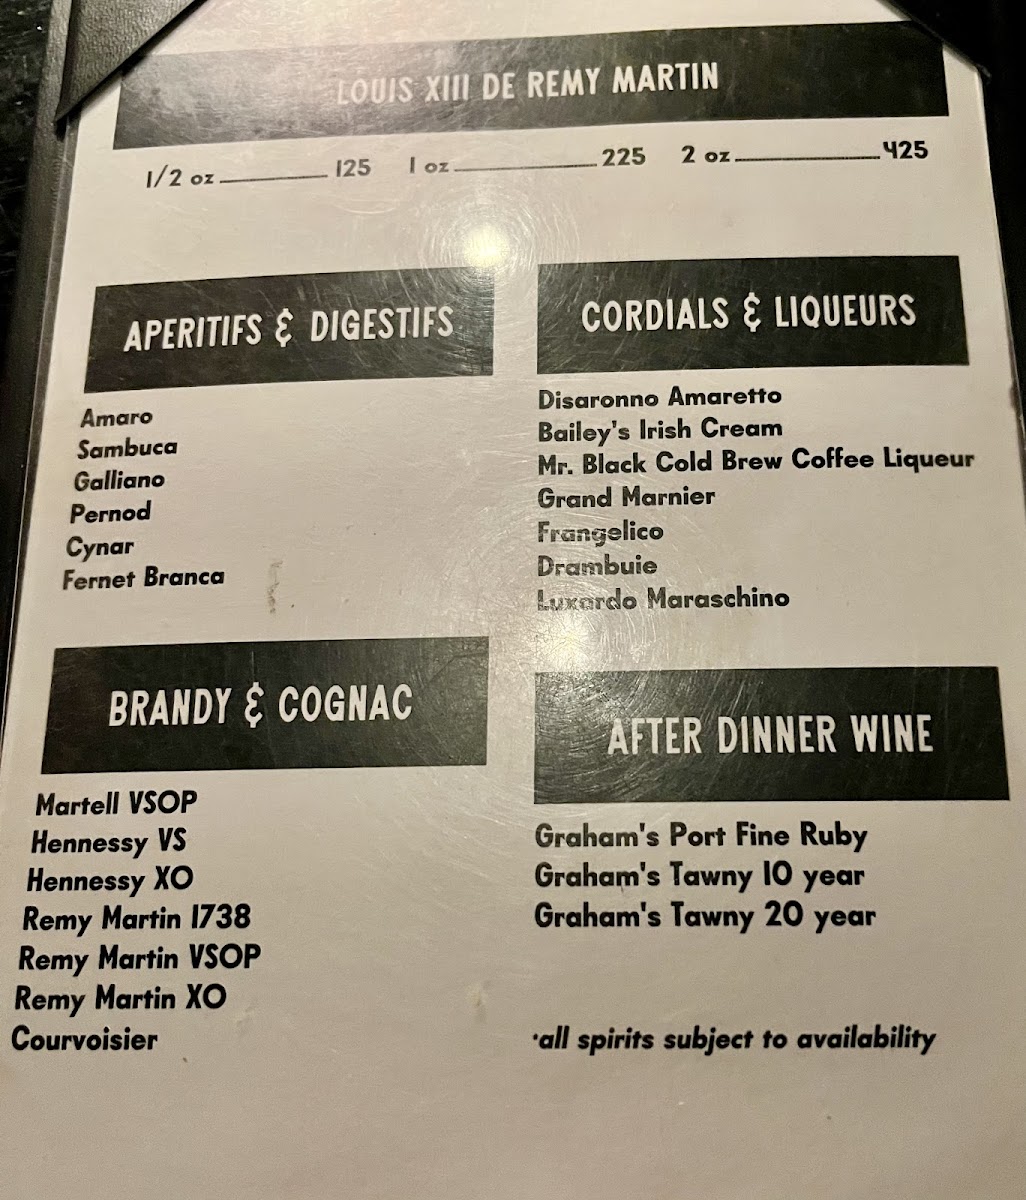 LOUIS XIII DE REMY MARTIN
1/2 oz 125 1 oz 225 2 oz 425
APERITIFS & DIGESTIFS
Amaro
Sambuca
Galliano
Pernod
Cynar
Fernet Branca
CORDIALS & LIQUEURS
Disaronno Amaretto
Bailey's Irish Cream
Mr. Black Cold Brew Coffee Liqueur
Grand Marnier
Frangelico
Drambuie
Luxardo Maraschino
BRANDY & COGNAC
Martell VSOP
Hennessy VS
Hennessy XO
Remy Martin 1738
Remy Martin VSOP
Remy Martin XO
Courvoisier
AFTER DINNER WINE
Graham's Port Fine Ruby
Graham's Tawny 10 year
Graham's Tawny 20 year
*all spirits subject to availability